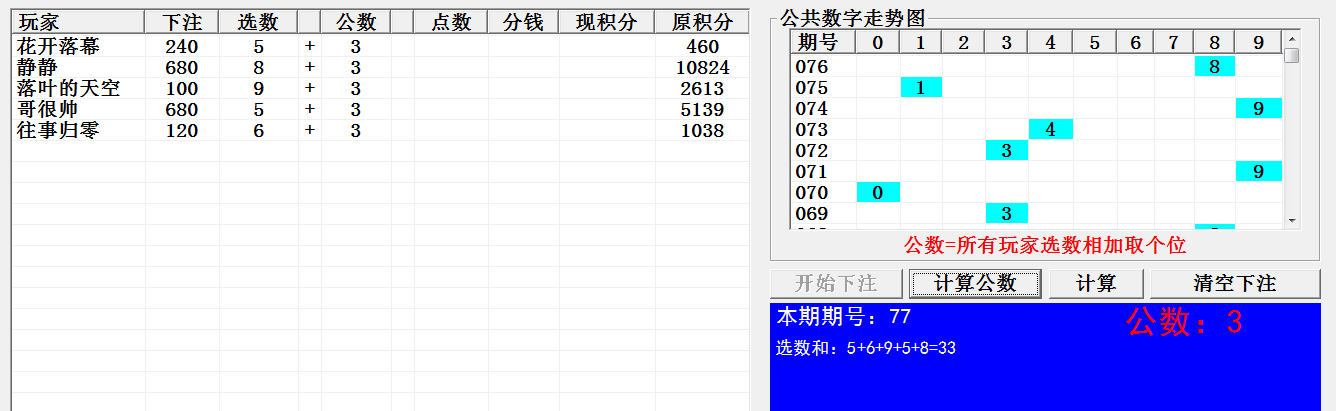 玩家 下注 选数 公数 点数 分钱 现积分 原积分
花开落幕 240 5 + 3 460
静静 680 8 + 3 10824
落叶的天空 100 9 + 3 2613
哥很帅 680 5 + 3 5139
往事归零 120 6 + 3 1038
公共数字走势图
期号 0 1 2 3 4 5 6 7 8 9
076 8
075 1
074 9
073 4
072 3
071 9
070 0
069 3
公数=所有玩家选数相加取个位
开始下注 计算公数 计算 清空下注
本期期号：77 公数：3
选数和：5+6+9+5+8=33